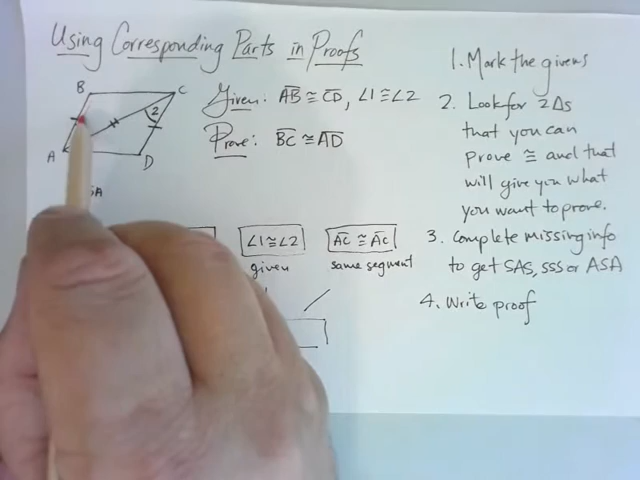 Using Corresponding Parts in Proofs
B C
2
A D
Given: AB ≅ CD, ∠1 ≅ ∠2
Prove: BC ≅ AD
∠1 ≅ ∠2
given
AC ≅ AC
same segment
1. Mark the givens
2. Look for 2 Δs
that you can
prove ≅ and that
will give you what
you want to prove.
3. Complete missing info
to get SAS, SSS or ASA
4. Write proof